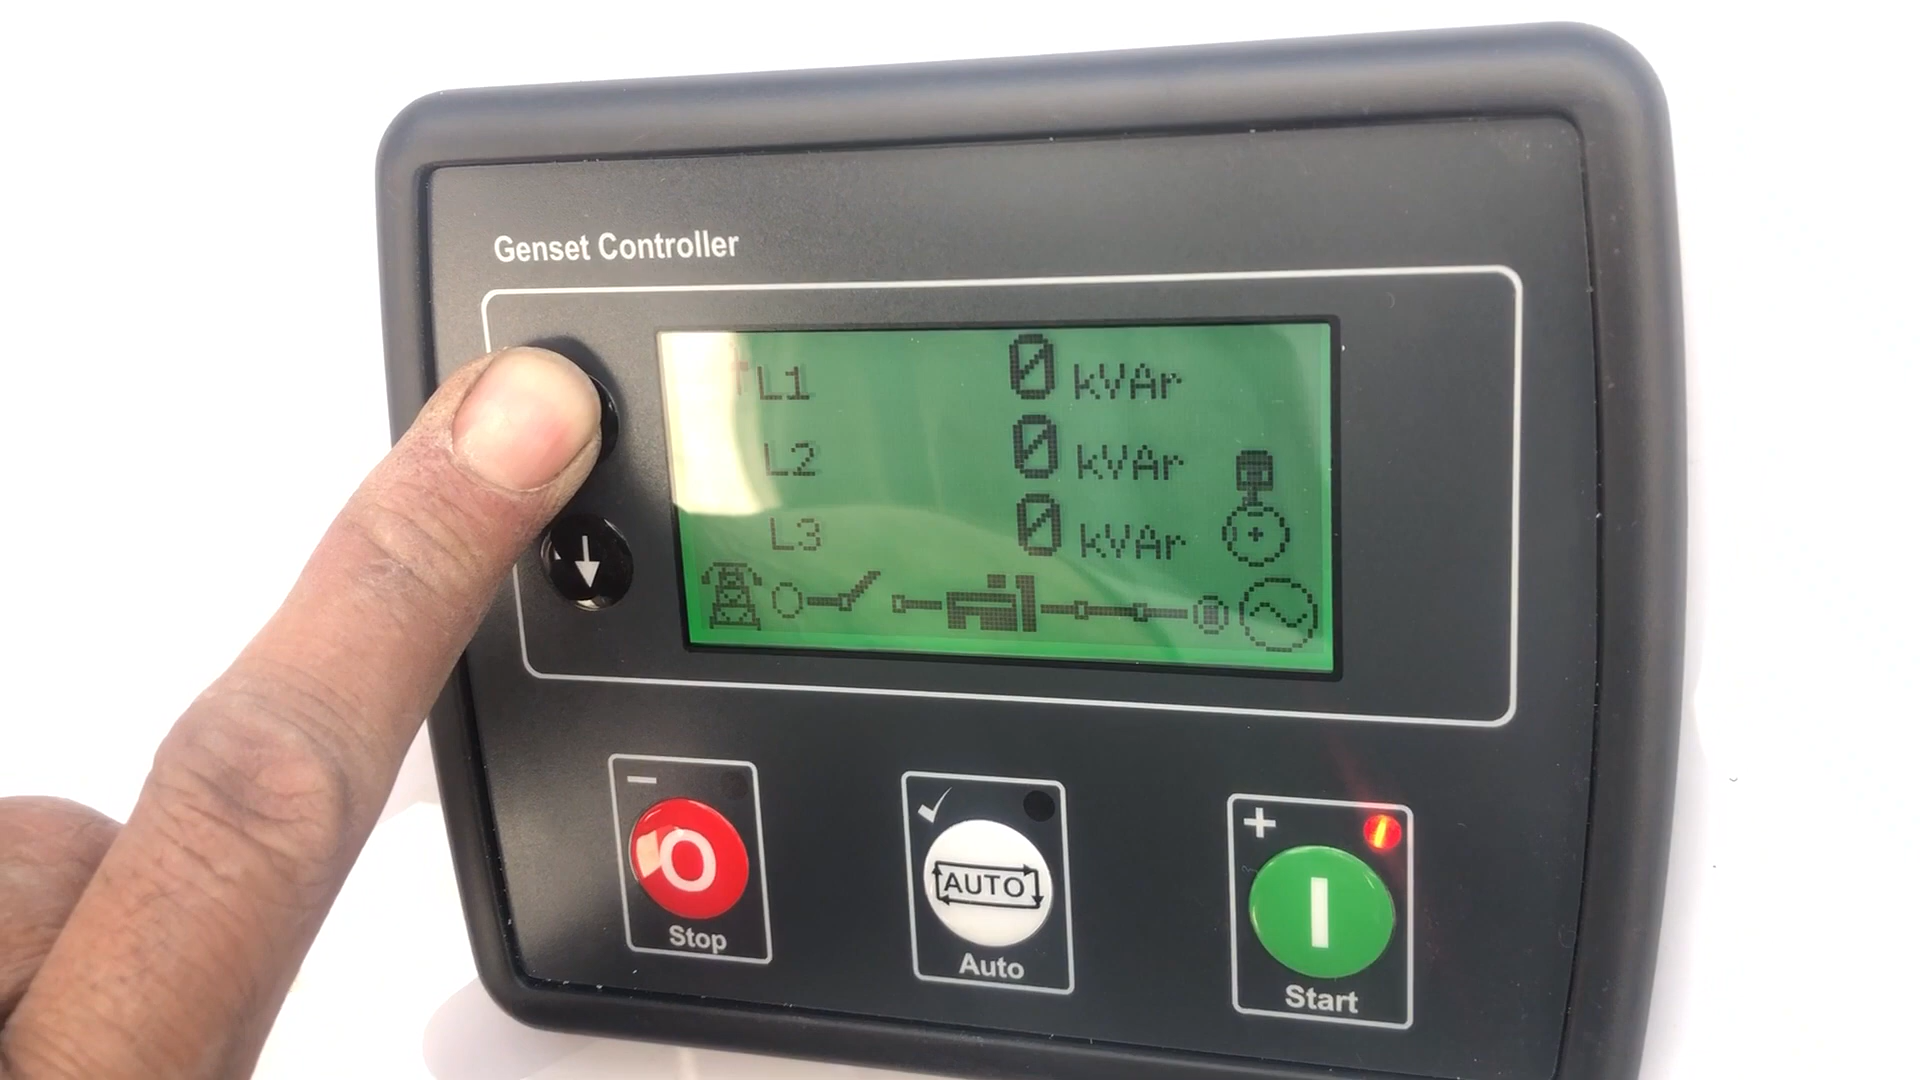 Genset Controller
L1 0 kVAr
L2 0 kVAr
L3 0 kVAr
O
Stop
AUTO
Auto
I
Start